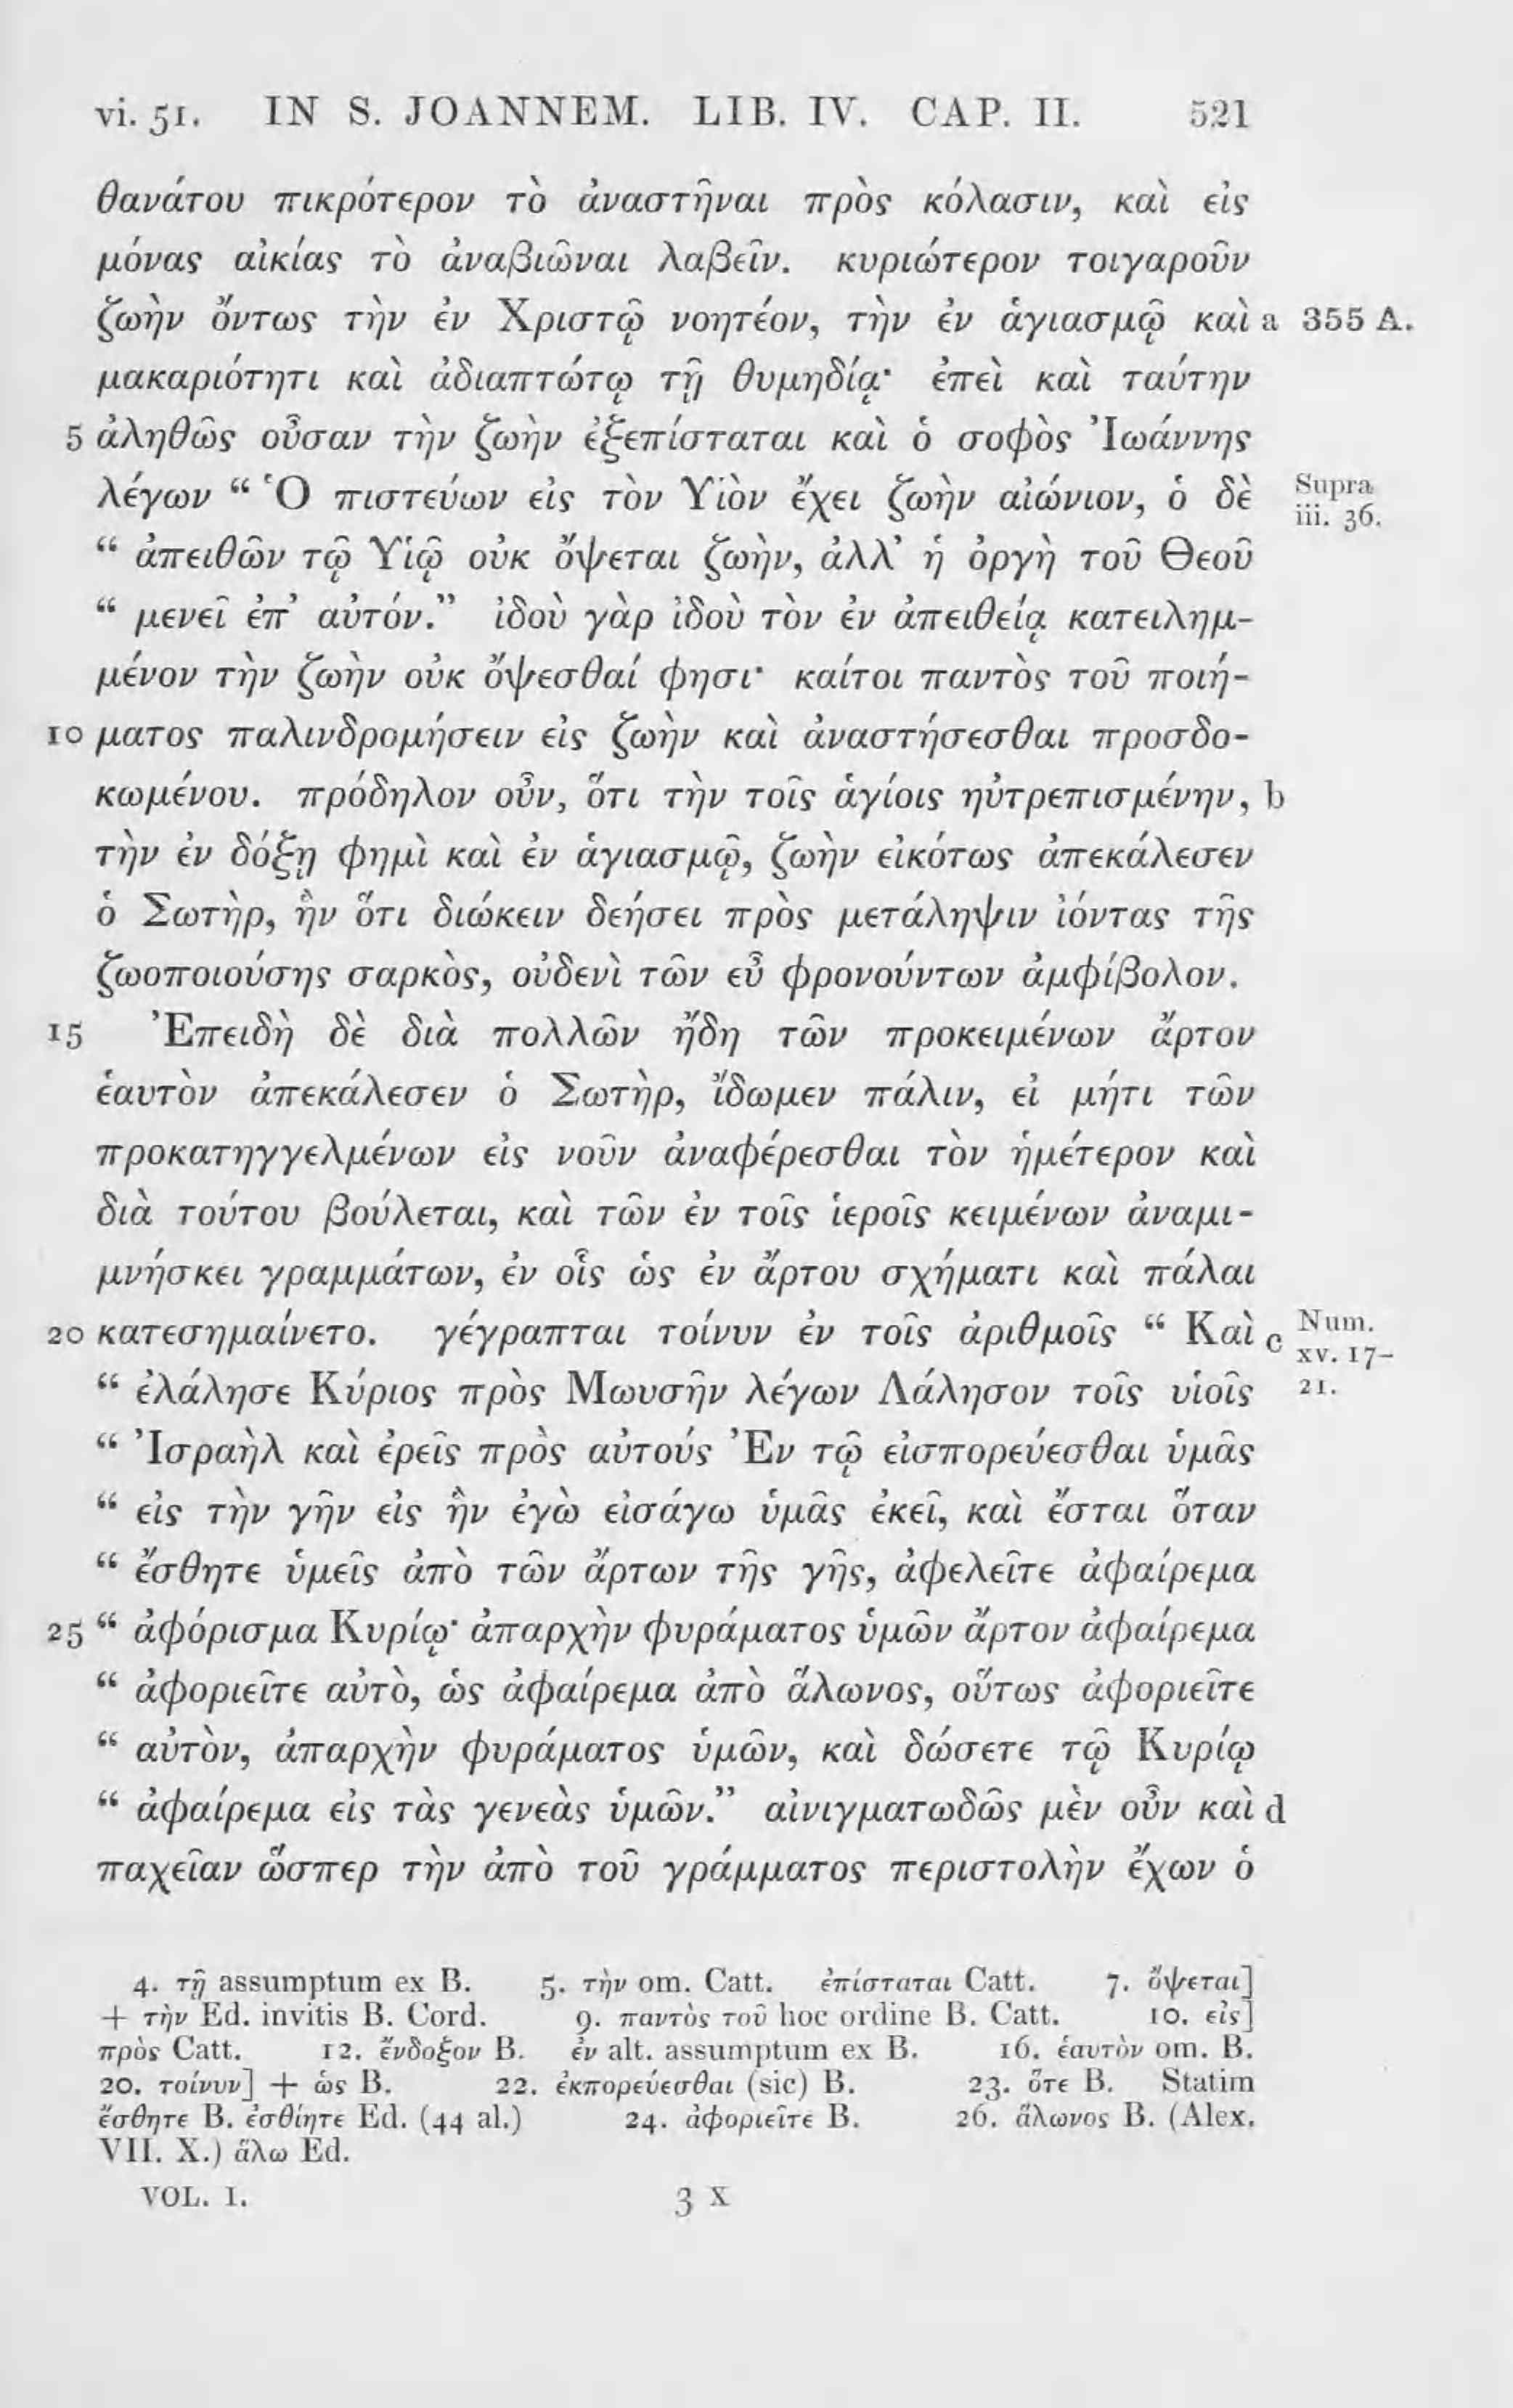 vi. 51. IN S. JOANNEM. LIB. IV. CAP. II. 521
θανάτου πικρότερον τὸ ἀναστῆναι πρὸς κόλασιν, καὶ εἰς
μόνας αἰκίας τὸ ἀναβιῶναι λαβεῖν. κυριώτερον τοιγαροῦν
ζωὴν ὄντως τὴν ἐν Χριστῷ νοητέον, τὴν ἐν ἁγιασμῷ καὶ a 355 A.
μακαριότητι καὶ ἀδιαπτώτῳ τῇ θυμηδίᾳ· ἐπεὶ καὶ ταύτην
5 ἀληθῶς οὖσαν τὴν ζωὴν ἐξεπίσταται καὶ ὁ σοφὸς Ἰωάννης
λέγων “ Ὁ πιστεύων εἰς τὸν Υἱὸν ἔχει ζωὴν αἰώνιον, ὁ δὲ Supra iii. 36.
“ ἀπειθῶν τῷ Υἱῷ οὐκ ὄψεται ζωὴν, ἀλλ’ ἡ ὀργὴ τοῦ Θεοῦ
“ μενεῖ ἐπ’ αὐτόν.” ἰδοὺ γὰρ ἰδοὺ τὸν ἐν ἀπειθείᾳ κατειλημ-
μένον τὴν ζωὴν οὐκ ὄψεσθαί φησι· καίτοι παντὸς τοῦ ποιή-
10 ματος παλινδρομήσειν εἰς ζωὴν καὶ ἀναστήσεσθαι προσδο-
κωμένου. πρόδηλον οὖν, ὅτι τὴν τοῖς ἁγίοις ηὐτρεπισμένην, b
τὴν ἐν δόξῃ φημὶ καὶ ἐν ἁγιασμῷ, ζωὴν εἰκότως ἀπεκάλεσεν
ὁ Σωτὴρ, ἣν ὅτι διώκειν δεήσει πρὸς μετάληψιν ἰόντας τῆς
ζωοποιούσης σαρκὸς, οὐδενὶ τῶν εὖ φρονούντων ἀμφίβολον.
15 Ἐπειδὴ δὲ διὰ πολλῶν ἤδη τῶν προκειμένων ἄρτον
ἑαυτὸν ἀπεκάλεσεν ὁ Σωτὴρ, ἴδωμεν πάλιν, εἰ μήτι τῶν
προκατηγγελμένων εἰς νοῦν ἀναφέρεσθαι τὸν ἡμέτερον καὶ
διὰ τούτου βούλεται, καὶ τῶν ἐν τοῖς ἱεροῖς κειμένων ἀναμι-
μνήσκει γραμμάτων, ἐν οἷς ὡς ἐν ἄρτου σχήματι καὶ πάλαι
20 κατεσημαίνετο. γέγραπται τοίνυν ἐν τοῖς ἀριθμοῖς “ Καὶ c Num. xv. 17-
“ ἐλάλησε Κύριος πρὸς Μωυσῆν λέγων Λάλησον τοῖς υἱοῖς 21.
“ Ἰσραὴλ καὶ ἐρεῖς πρὸς αὐτούς Ἐν τῷ εἰσπορεύεσθαι ὑμᾶς
“ εἰς τὴν γῆν εἰς ἣν ἐγὼ εἰσάγω ὑμᾶς ἐκεῖ, καὶ ἔσται ὅταν
“ ἔσθητε ὑμεῖς ἀπὸ τῶν ἄρτων τῆς γῆς, ἀφελεῖτε ἀφαίρεμα
25 “ ἀφόρισμα Κυρίῳ· ἀπαρχὴν φυράματος ὑμῶν ἄρτον ἀφαίρεμα
“ ἀφοριεῖτε αὐτὸ, ὡς ἀφαίρεμα ἀπὸ ἅλωνος, οὕτως ἀφοριεῖτε
“ αὐτὸν, ἀπαρχὴν φυράματος ὑμῶν, καὶ δώσετε τῷ Κυρίῳ
“ ἀφαίρεμα εἰς τὰς γενεὰς ὑμῶν.” αἰνιγματωδῶς μὲν οὖν καὶ d
παχεῖαν ὥσπερ τὴν ἀπὸ τοῦ γράμματος περιστολὴν ἔχων ὁ
4. τῇ assumptum ex B. 5. τὴν om. Catt. ἐπίσταται Catt. 7. ὄψεται]
+ τὴν Ed. invitis B. Cord. 9. παντὸς τοῦ hoc ordine B. Catt. 10. εἰς]
πρὸς Catt. 12. ἔνδοξον B. ἐν alt. assumptum ex B. 16. ἑαυτὸν om. B.
20. τοίνυν] + ὡς B. 22. ἐκπορεύεσθαι (sic) B. 23. ὅτε B. Statim
ἔσθητε B. ἐσθίητε Ed. (44 al.) 24. ἀφοριεῖτε B. 26. ἅλωνος B. (Alex.
VII. X.) ἅλω Ed.
VOL. I. 3 X